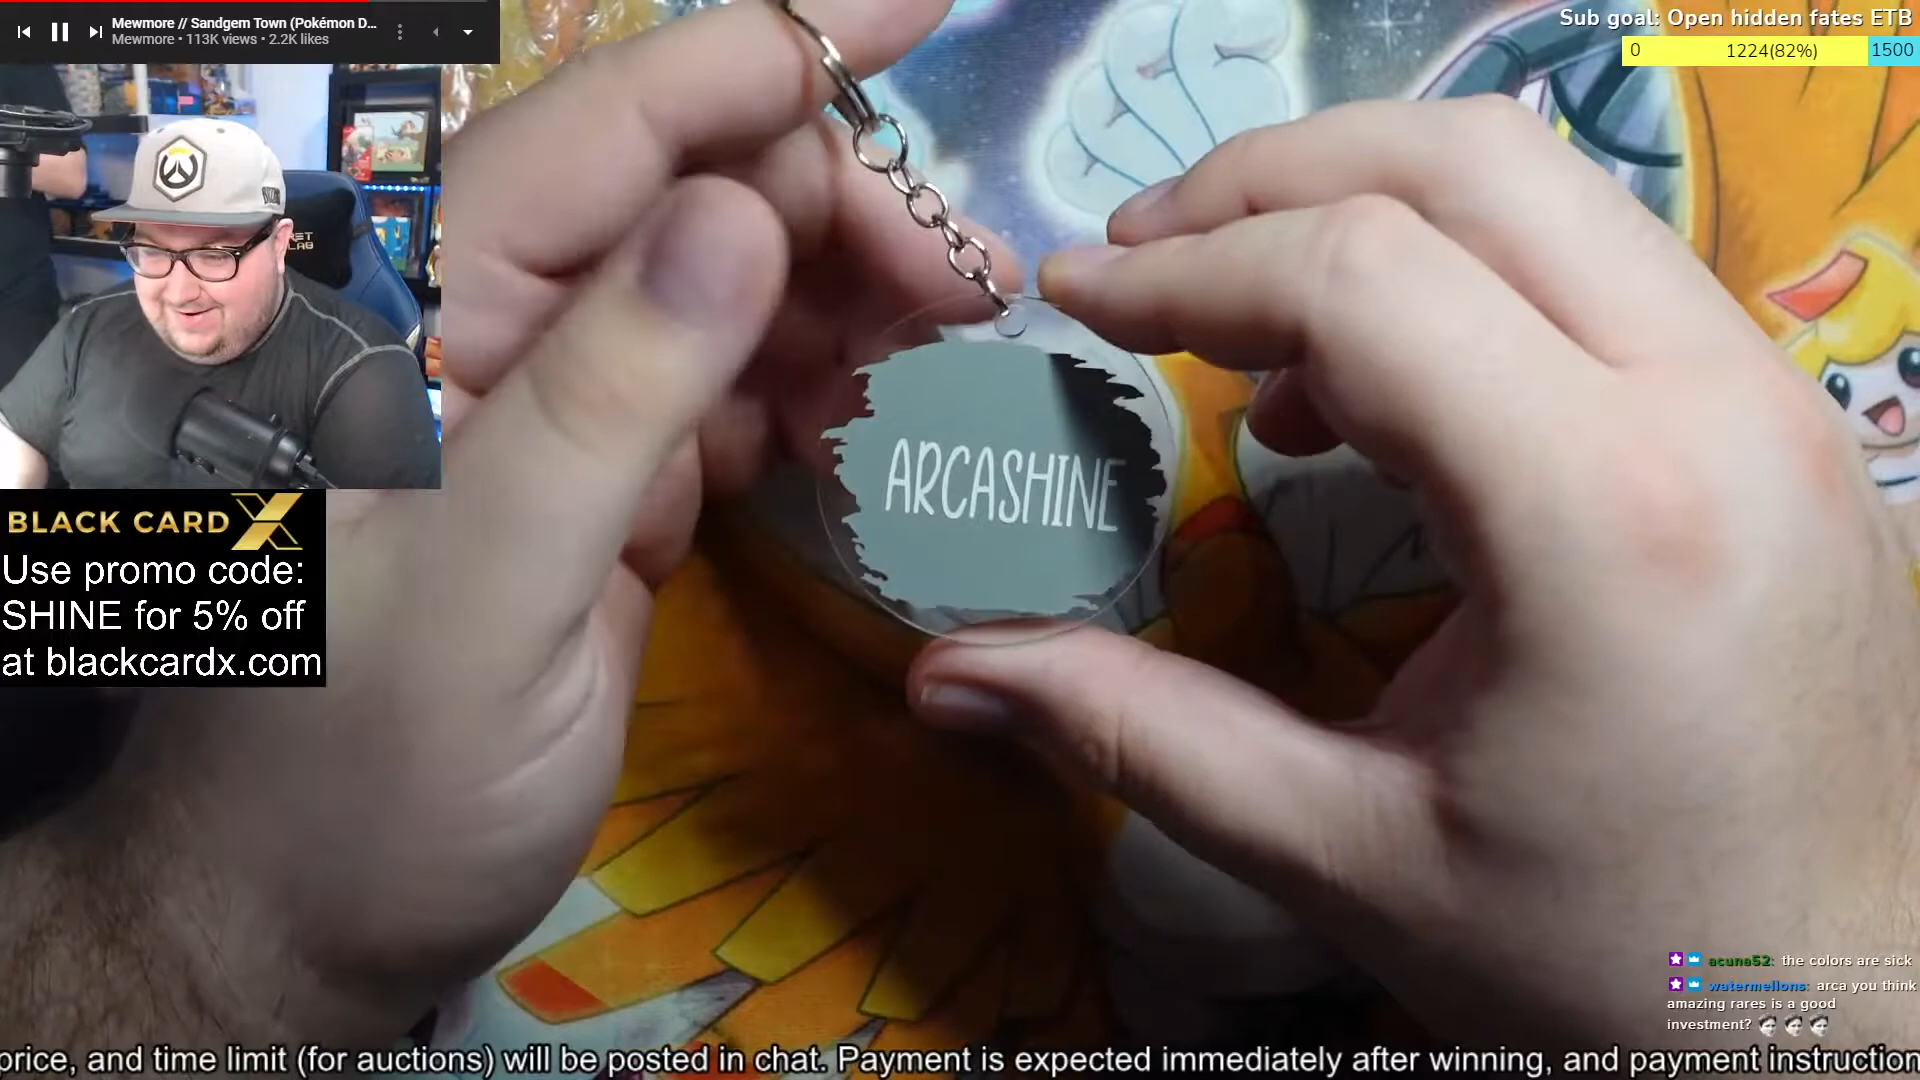 Mewmore // Sandgem Town (Pokémon D...
Mewmore • 113K views • 2.2K likes
Sub goal: Open hidden fates ETB
0 1224(82%) 1500
BLACK CARD X
Use promo code:
SHINE for 5% off
at blackcardx.com
ARCASHINE
acuna52: the colors are sick
watermellons: arca you think
amazing rares is a good
investment?
price, and time limit (for auctions) will be posted in chat. Payment is expected immediately after winning, and payment instruction